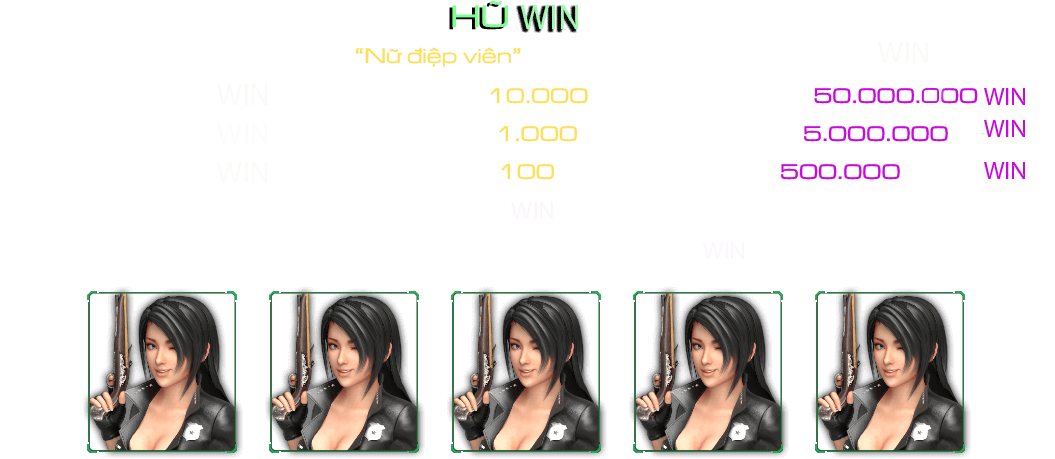 HŨ WIN
“Nữ điệp viên” WIN
WIN 10.000 50.000.000 WIN
WIN 1.000 5.000.000 WIN
WIN 100 500.000 WIN
WIN
WIN